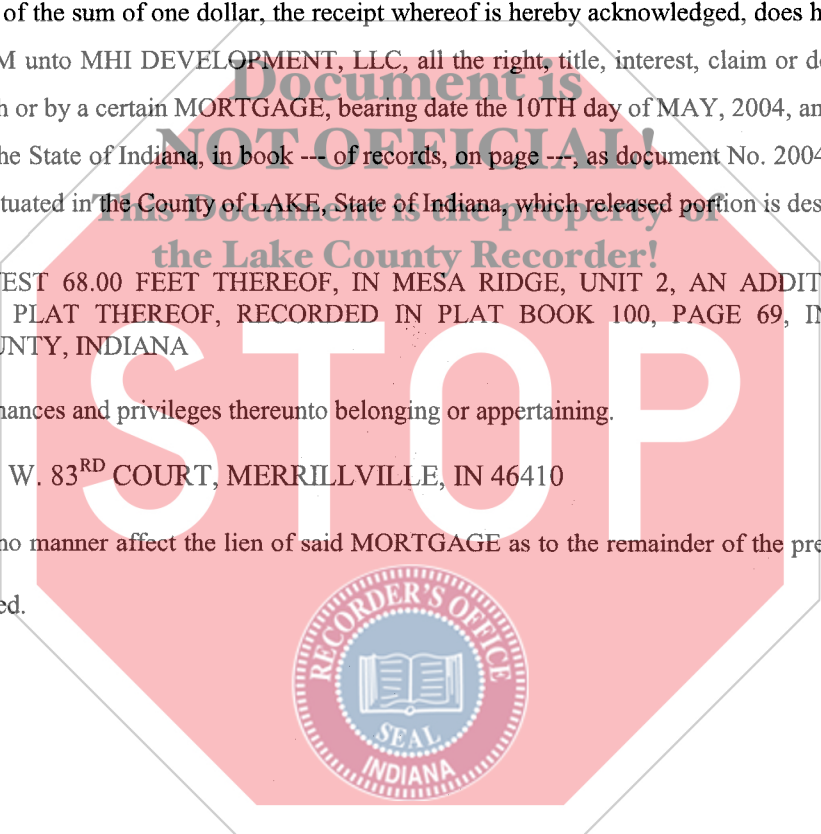 of the sum of one dollar, the receipt whereof is hereby acknowledged, does h
M unto MHI DEVELOPMENT, LLC, all the right, title, interest, claim or de
Document is
h or by a certain MORTGAGE, bearing date the 10TH day of MAY, 2004, an
NOT OFFICIAL!
he State of Indiana, in book --- of records, on page ---, as document No. 2004
tuated in the County of LAKE, State of Indiana, which released portion is des
This Document is the property of
the Lake County Recorder!
EST 68.00 FEET THEREOF, IN MESA RIDGE, UNIT 2, AN ADDIT
PLAT THEREOF, RECORDED IN PLAT BOOK 100, PAGE 69, IN
UNTY, INDIANA
STOP
nances and privileges thereunto belonging or appertaining.
W. 83RD COURT, MERRILLVILLE, IN 46410
no manner affect the lien of said MORTGAGE as to the remainder of the pre
ed.
RECORDER'S OFFICE
SEAL
INDIANA